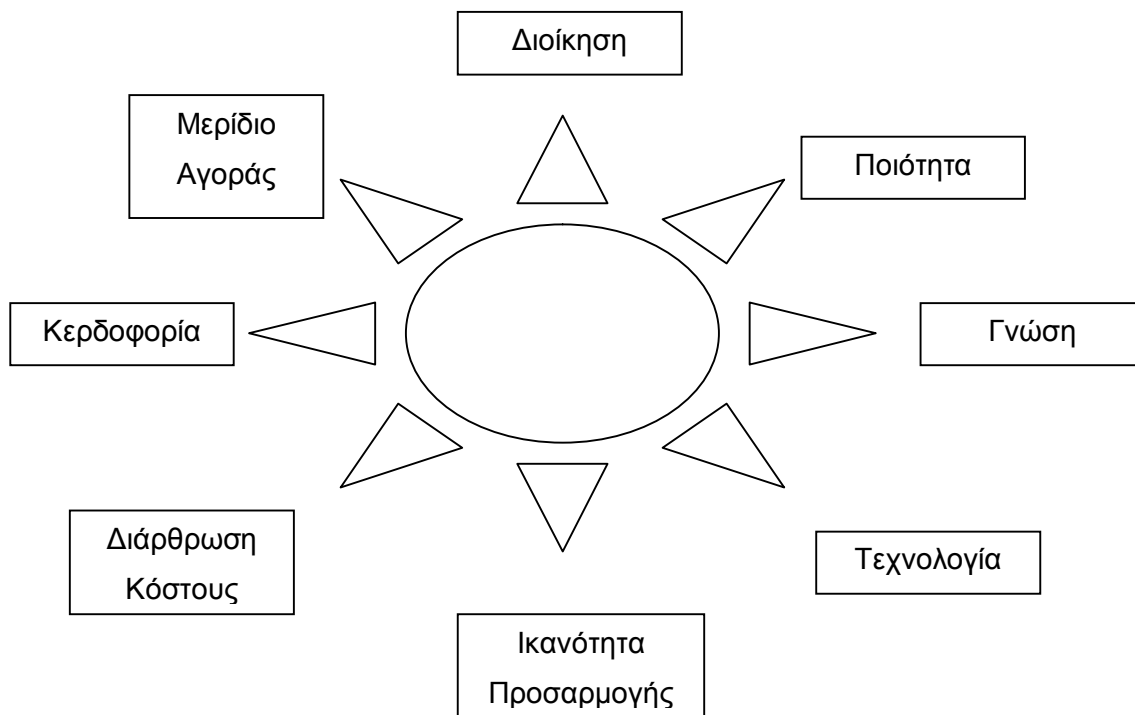 Διοίκηση
Μερίδιο
Αγοράς
Ποιότητα
Κερδοφορία
Γνώση
Διάρθρωση
Κόστους
Τεχνολογία
Ικανότητα
Προσαρμογής